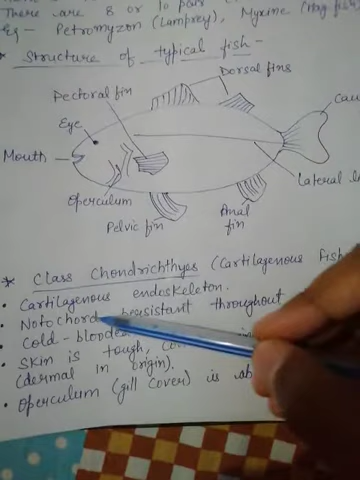 There are 8 or 10 pair
Eg - Petromyzon (Lamprey), Myxine (Hag fish)
* Structure of typical fish -
Dorsal fins
Pectoral fin
Cau
Eye
Mouth
Lateral l
Operculum
Pelvic fin
Anal fin
* Class Chondrichthyes (Cartilagenous Fish
• Cartilagenous endoskeleton.
• Notochord persistant throughout
• Cold-blooded
• Skin is tough, in
(dermal in origin).
• Operculum (gill cover) is ab